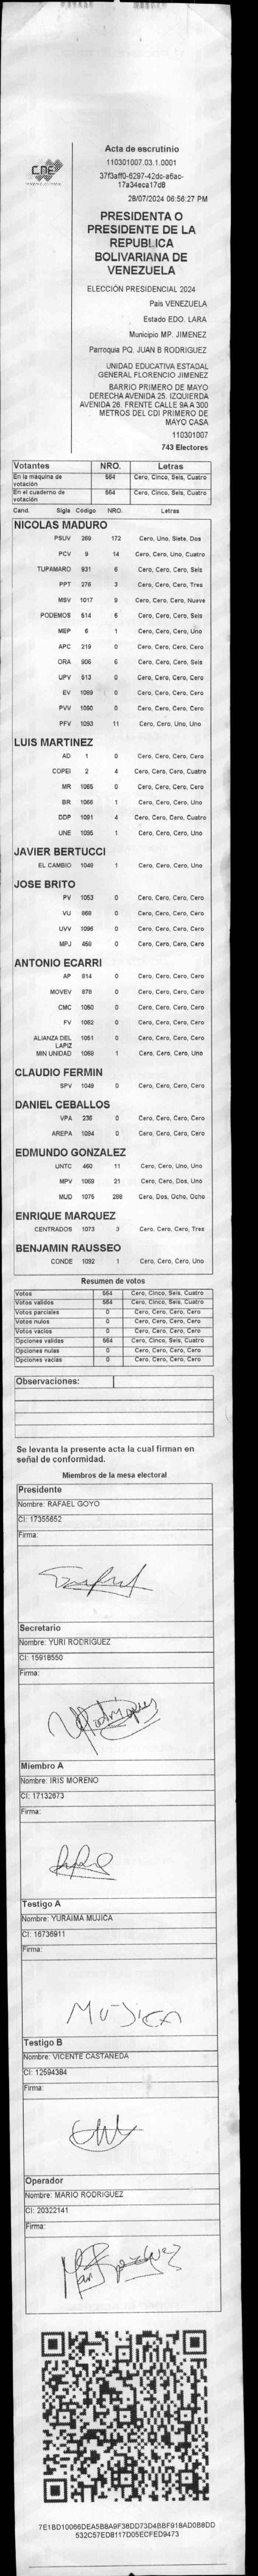 Acta de escrutinio
110301007.03.1.0001
37f3aff0-6297-42dc-a6ac-
17a34eca17d8
28/07/2024 06:56:27 PM
CNE
PRESIDENTA O
PRESIDENTE DE LA
REPUBLICA
BOLIVARIANA DE
VENEZUELA
ELECCIÓN PRESIDENCIAL 2024
País VENEZUELA
Estado EDO. LARA
Municipio MP. JIMENEZ
Parroquia PQ. JUAN B RODRIGUEZ
UNIDAD EDUCATIVA ESTADAL
GENERAL FLORENCIO JIMENEZ
BARRIO PRIMERO DE MAYO
DERECHA AVENIDA 25. IZQUIERDA
AVENIDA 26. FRENTE CALLE 9A A 300
METROS DEL CDI PRIMERO DE
MAYO CASA
110301007
743 Electores
Votantes NRO. Letras
En la máquina de votación 564 Cero, Cinco, Seis, Cuatro
En el cuaderno de votación 564 Cero, Cinco, Seis, Cuatro
Cand. Sigla Código NRO. Letras
NICOLAS MADURO
PSUV 269 172 Cero, Uno, Siete, Dos
PCV 9 14 Cero, Cero, Uno, Cuatro
TUPAMARO 931 6 Cero, Cero, Cero, Seis
PPT 276 3 Cero, Cero, Cero, Tres
MSV 1017 9 Cero, Cero, Cero, Nueve
PODEMOS 514 6 Cero, Cero, Cero, Seis
MEP 6 1 Cero, Cero, Cero, Uno
APC 219 0 Cero, Cero, Cero, Cero
ORA 906 6 Cero, Cero, Cero, Seis
UPV 513 0 Cero, Cero, Cero, Cero
EV 1089 0 Cero, Cero, Cero, Cero
PVV 1090 0 Cero, Cero, Cero, Cero
PFV 1093 11 Cero, Cero, Uno, Uno
LUIS MARTINEZ
AD 1 0 Cero, Cero, Cero, Cero
COPEI 2 4 Cero, Cero, Cero, Cuatro
MR 1065 0 Cero, Cero, Cero, Cero
BR 1066 1 Cero, Cero, Cero, Uno
DDP 1091 4 Cero, Cero, Cero, Cuatro
UNE 1095 1 Cero, Cero, Cero, Uno
JAVIER BERTUCCI
EL CAMBIO 1048 1 Cero, Cero, Cero, Uno
JOSE BRITO
PV 1053 0 Cero, Cero, Cero, Cero
VU 868 0 Cero, Cero, Cero, Cero
UVV 1096 0 Cero, Cero, Cero, Cero
MPJ 458 0 Cero, Cero, Cero, Cero
ANTONIO ECARRI
AP 814 0 Cero, Cero, Cero, Cero
MOVEV 678 0 Cero, Cero, Cero, Cero
CMC 1050 0 Cero, Cero, Cero, Cero
FV 1062 0 Cero, Cero, Cero, Cero
ALIANZA DEL LAPIZ 1051 0 Cero, Cero, Cero, Cero
MIN UNIDAD 1068 1 Cero, Cero, Cero, Uno
CLAUDIO FERMIN
SPV 1049 0 Cero, Cero, Cero, Cero
DANIEL CEBALLOS
VPA 236 0 Cero, Cero, Cero, Cero
AREPA 1094 0 Cero, Cero, Cero, Cero
EDMUNDO GONZALEZ
UNTC 460 11 Cero, Cero, Uno, Uno
MPV 1069 21 Cero, Cero, Dos, Uno
MUD 1075 288 Cero, Dos, Ocho, Ocho
ENRIQUE MARQUEZ
CENTRADOS 1073 3 Cero, Cero, Cero, Tres
BENJAMIN RAUSSEO
CONDE 1092 1 Cero, Cero, Cero, Uno
Resumen de votos
Votos 564 Cero, Cinco, Seis, Cuatro
Votos validos 564 Cero, Cinco, Seis, Cuatro
Votos parciales 0 Cero, Cero, Cero, Cero
Votos nulos 0 Cero, Cero, Cero, Cero
Votos vacíos 0 Cero, Cero, Cero, Cero
Opciones validas 564 Cero, Cinco, Seis, Cuatro
Opciones nulas 0 Cero, Cero, Cero, Cero
Opciones vacias 0 Cero, Cero, Cero, Cero
Observaciones:
Se levanta la presente acta la cual firman en
señal de conformidad.
Miembros de la mesa electoral
Presidente
Nombre: RAFAEL GOYO
CI: 17355652
Firma:
Secretario
Nombre: YURI RODRIGUEZ
CI: 15918550
Firma:
Miembro A
Nombre: IRIS MORENO
CI: 17132673
Firma:
Testigo A
Nombre: YURAIMA MUJICA
CI: 16736911
Firma:
MUJICA
Testigo B
Nombre: VICENTE CASTANEDA
CI: 12594384
Firma:
Operador
Nombre: MARIO RODRIGUEZ
CI: 20322141
Firma:
7E1BD10066DEA5B8A9F38DD73D4BBF918AD0B8DD
532C57ED8117D05ECFED9473